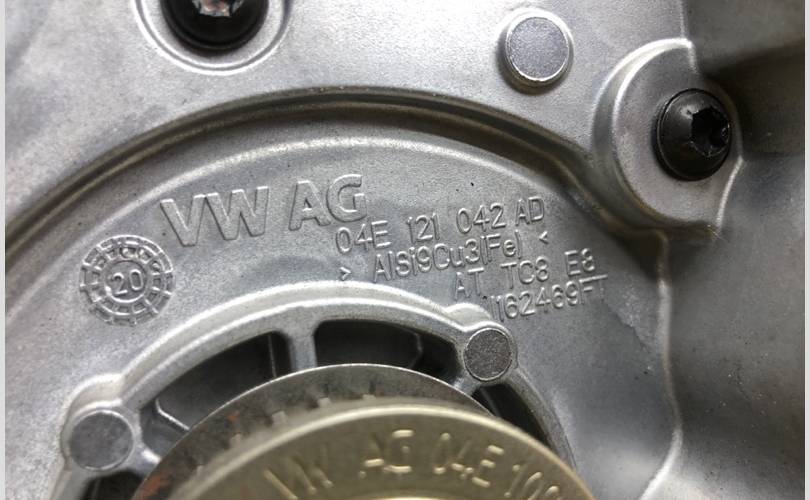 VW AG
04E 121 042 AD
> AlSi9Cu3(Fe) <
AT TC8 E8
1162469FT
20
VW AG 04E